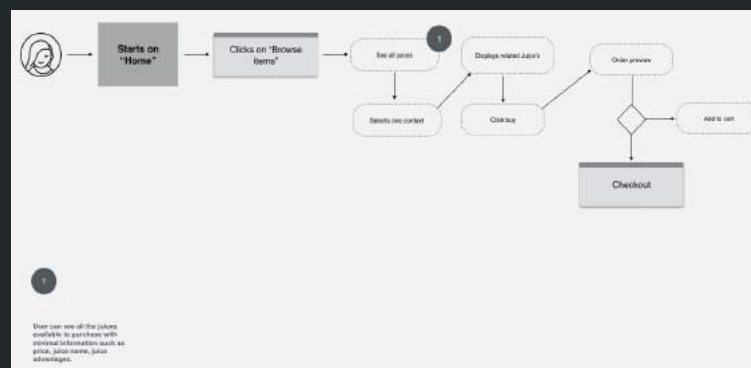 Starts on
"Home"
Clicks on "Browse
items"
See all juices
1
Selects one context
Displays related Juice's
Click buy
Order preview
Add to cart
Checkout
1
User can see all the juices
available to purchase with
minimal information such as
price, juice name, juice
advantages.